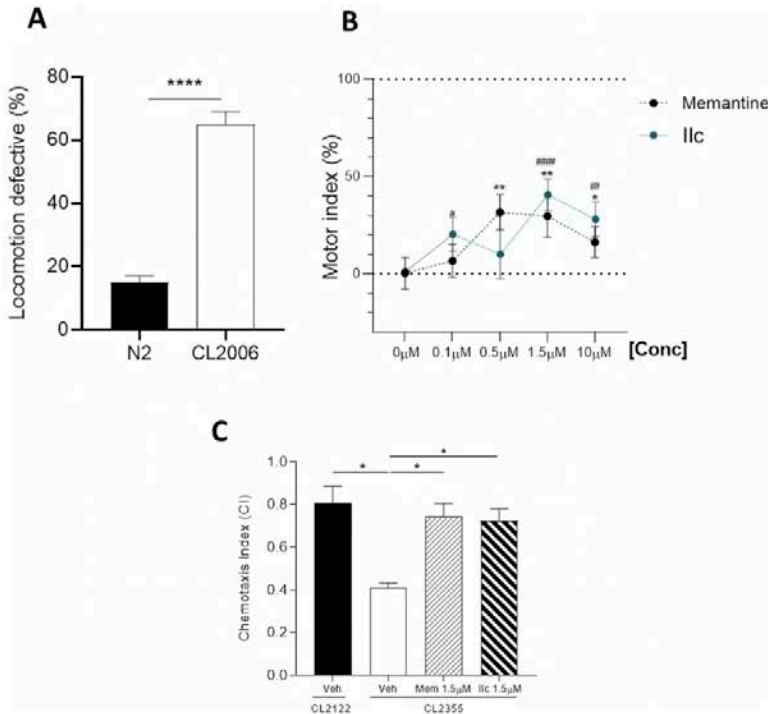 A
****
Locomotion defective (%)
80
60
40
20
0
N2
CL2006
B
Motor index (%)
100
50
0
#
**
####
**
##
*
0μM
0.1μM
0.5μM
1.5μM
10μM
[Conc]
Memantine
IIc
C
Chemotaxis Index (CI)
1.0
0.8
0.6
0.4
0.2
0.0
*
*
*
Veh
Veh
Mem 1.5μM
IIc 1.5μM
CL2122
CL2355